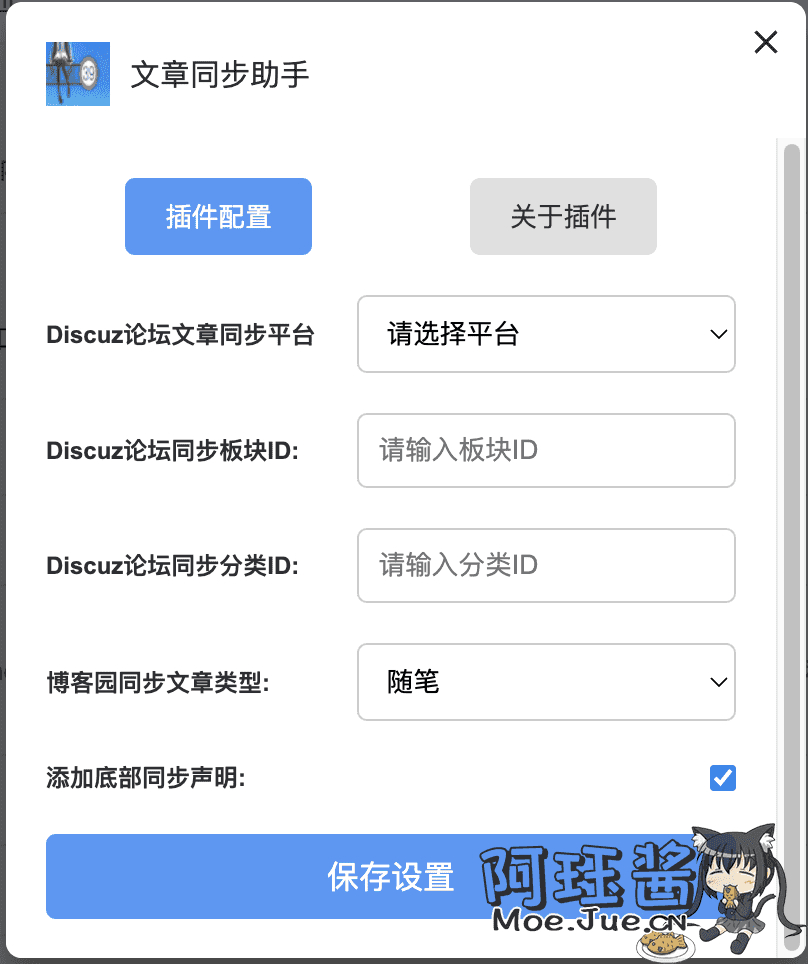 文章同步助手
插件配置
关于插件
Discuz论坛文章同步平台
请选择平台
Discuz论坛同步板块ID:
请输入板块ID
Discuz论坛同步分类ID:
请输入分类ID
博客园同步文章类型:
随笔
添加底部同步声明:
保存设置
阿珏酱
Moe.Jue.cn